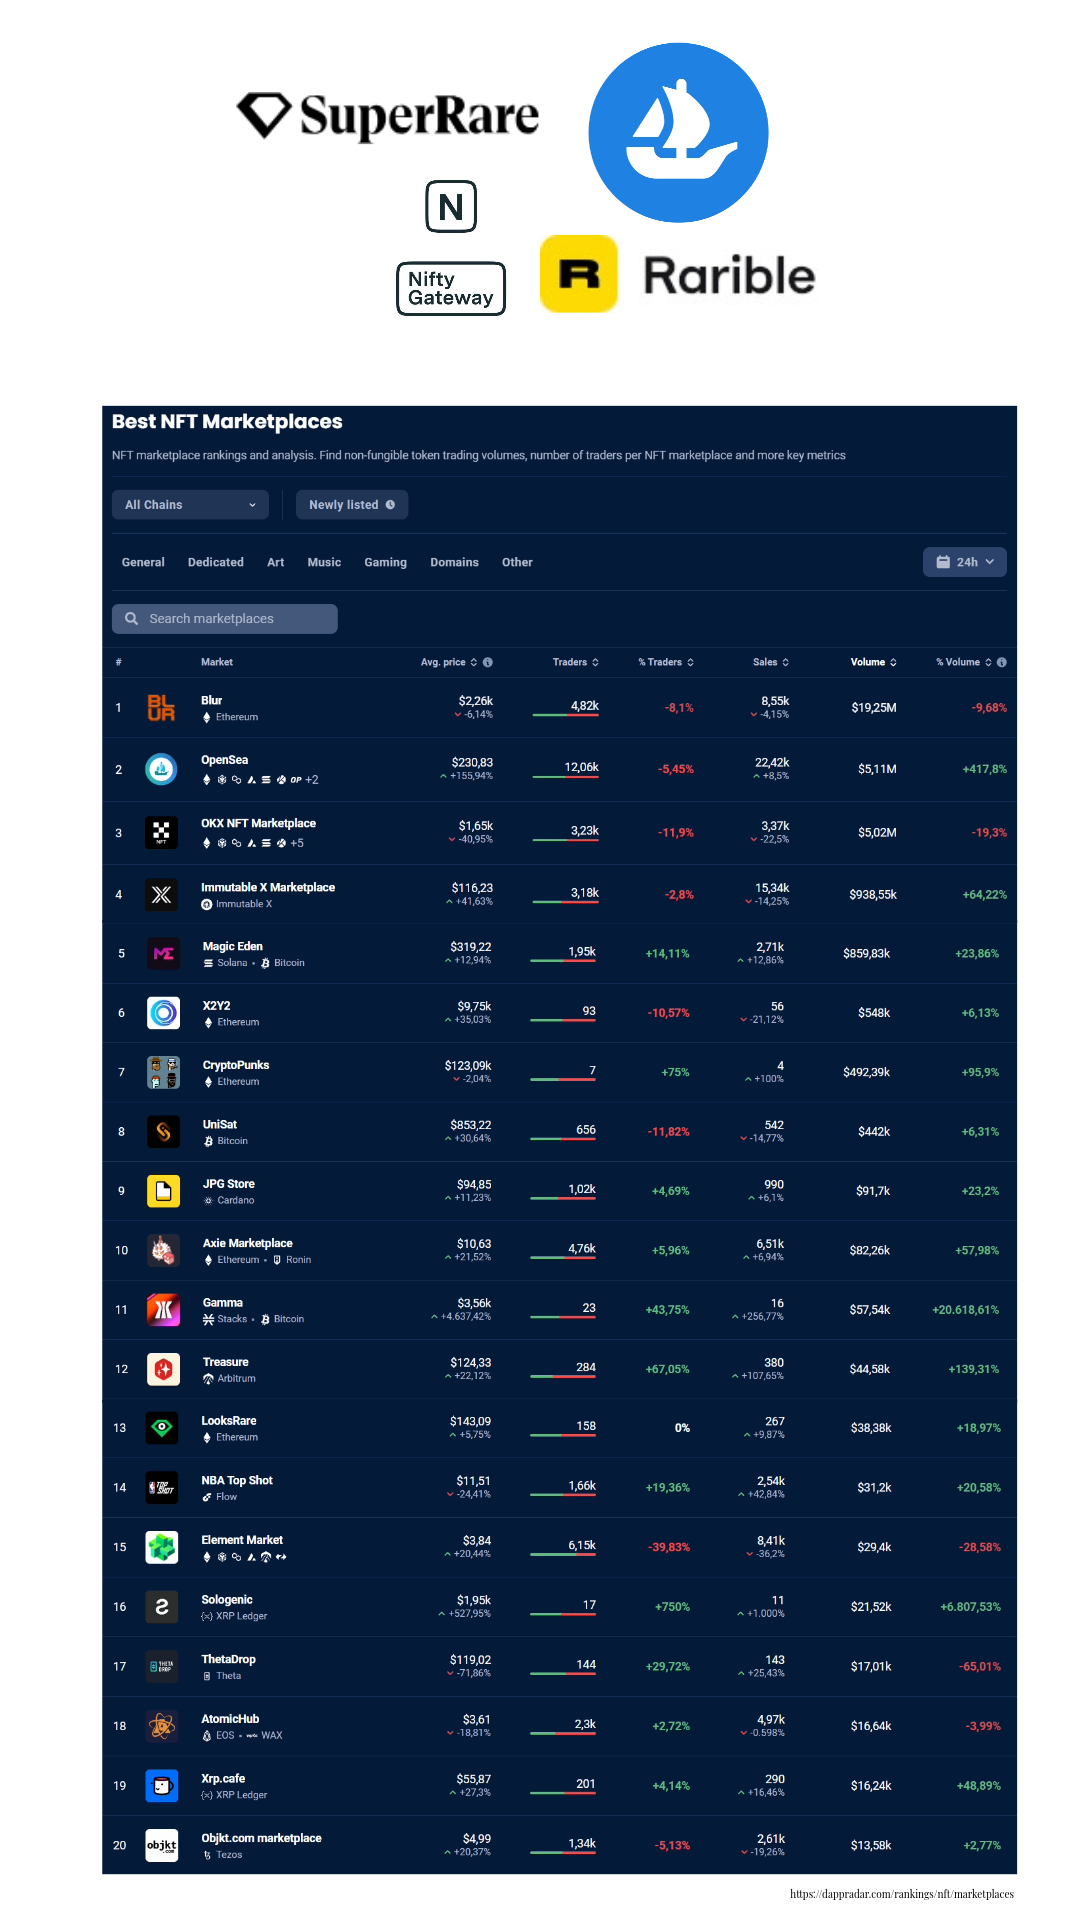 SuperRare
N
Nifty
Gateway
R Rarible
Best NFT Marketplaces
NFT marketplace rankings and analysis. Find non-fungible token trading volumes, number of traders per NFT marketplace and more key metrics
All Chains Newly listed
General Dedicated Art Music Gaming Domains Other 24h
Search marketplaces
# Market Avg. price Traders % Traders Sales Volume % Volume
1 BLUR Blur $2,26k 4,82k -8,1% 8,55k $19,25M -9,68%
Ethereum -6,14% -4,15%
2 OpenSea $230,83 12,06k -5,45% 22,42k $5,11M +417,8%
OP +2 +155,94% +8,5%
3 NFT OKX NFT Marketplace $1,65k 3,23k -11,9% 3,37k $5,02M -19,3%
+5 -40,95% -22,5%
4 Immutable X Marketplace $116,23 3,18k -2,8% 15,34k $938,55k +64,22%
Immutable X +41,63% -14,25%
5 ME Magic Eden $319,22 1,95k +14,11% 2,71k $859,83k +23,86%
Solana • Bitcoin +12,94% +12,86%
6 X2Y2 $9,75k 93 -10,57% 56 $548k +6,13%
Ethereum +35,03% -21,12%
7 CryptoPunks $123,09k 7 +75% 4 $492,39k +95,9%
Ethereum -2,04% +100%
8 UniSat $853,22 656 -11,82% 542 $442k +6,31%
Bitcoin +30,64% -14,77%
9 JPG Store $94,85 1,02k +4,69% 990 $91,7k +23,2%
Cardano +11,23% +6,1%
10 Axie Marketplace $10,63 4,76k +5,96% 6,51k $82,26k +57,98%
Ethereum • Ronin +21,52% +6,94%
11 Gamma $3,56k 23 +43,75% 16 $57,54k +20.618,61%
Stacks • Bitcoin +4.637,42% +256,77%
12 Treasure $124,33 284 +67,05% 380 $44,58k +139,31%
Arbitrum +22,12% +107,65%
13 LooksRare $143,09 158 0% 267 $38,38k +18,97%
Ethereum +5,75% +9,87%
14 TOP SHOT NBA Top Shot $11,51 1,66k +19,36% 2,54k $31,2k +20,58%
Flow -24,41% +42,84%
15 Element Market $3,84 6,15k -39,83% 8,41k $29,4k -28,58%
+20,44% -36,2%
16 Sologenic $1,95k 17 +750% 11 $21,52k +6.807,53%
XRP Ledger +527,95% +1.000%
17 THETA DROP ThetaDrop $119,02 144 +29,72% 143 $17,01k -65,01%
Theta -71,86% +25,43%
18 AtomicHub $3,61 2,3k +2,72% 4,97k $16,64k -3,99%
EOS • WAX -18,81% -0.598%
19 Xrp.cafe $55,87 201 +4,14% 290 $16,24k +48,89%
XRP Ledger +27,3% +16,46%
20 objkt .com Objkt.com marketplace $4,99 1,34k -5,13% 2,61k $13,58k +2,77%
Tezos +20,37% -19,26%
https://dappradar.com/rankings/nft/marketplaces